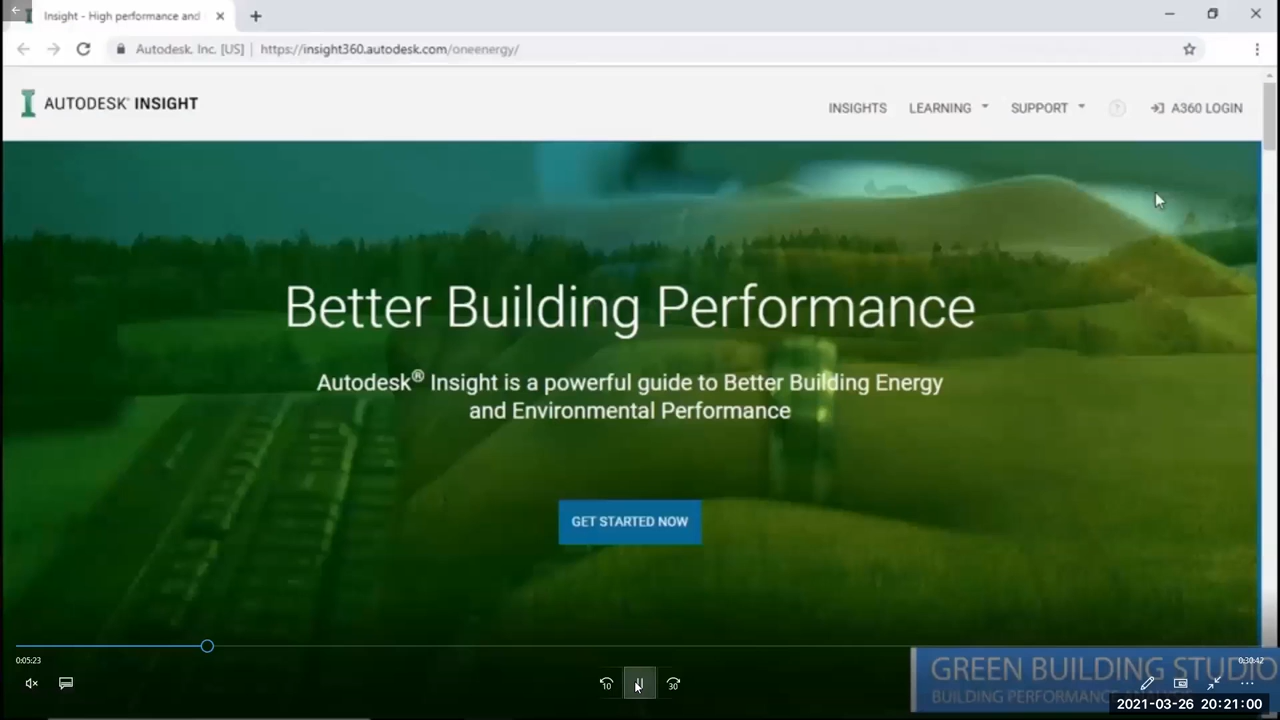 Insight - High performance and
Autodesk, Inc. [US] | https://insight360.autodesk.com/oneenergy/
AUTODESK® INSIGHT
INSIGHTS LEARNING SUPPORT ? A360 LOGIN
Better Building Performance
Autodesk® Insight is a powerful guide to Better Building Energy
and Environmental Performance
GET STARTED NOW
0:05:23
0:30:42
GREEN BUILDING STUDIO
BUILDING PERFORMANCE
10
30
2021-03-26 20:21:00